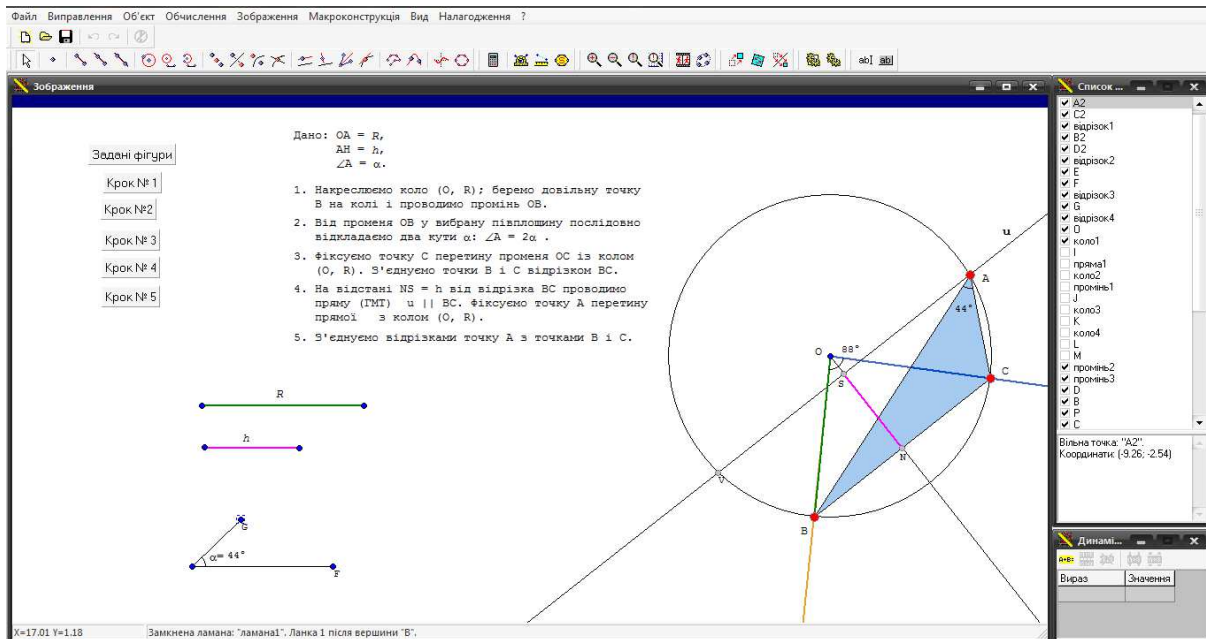 Файл Виправлення Об'єкт Обчислення Зображення Макроконструкція Вид Налагодження ?
abI ab|
Зображення
Задані фігури
Крок № 1
Крок №2
Крок № 3
Крок № 4
Крок № 5
Дано: OA = R,
AH = h,
∠A = α.
1. Накреслюємо коло (O, R); беремо довільну точку
B на колі і проводимо промінь OB.
2. Від променя OB у вибрану півплощину послідовно
відкладаємо два кути α: ∠A = 2α .
3. Фіксуємо точку C перетину променя OC із колом
(O, R). З'єднуємо точки B і C відрізком BC.
4. На відстані NS = h від відрізка BC проводимо
пряму (ГМТ) u || BC. Фіксуємо точку A перетину
прямої з колом (O, R).
5. З'єднуємо відрізками точку A з точками B і C.
R
h
G
α= 44°
F
u
A
44°
O
88°
S
C
N
V
B
Список ...
A2
C2
відрізок1
B2
D2
відрізок2
E
F
відрізок3
G
відрізок4
O
коло1
I
пряма1
коло2
промінь1
J
коло3
K
коло4
L
M
промінь2
промінь3
D
B
P
C
Вільна точка: "A2".
Координати: (-9.26; -2.54)
Динамі...
A+B=
Вираз Значення
X=17.01 Y=1.18 Замкнена ламана: "ламана1". Ланка 1 після вершини "B".